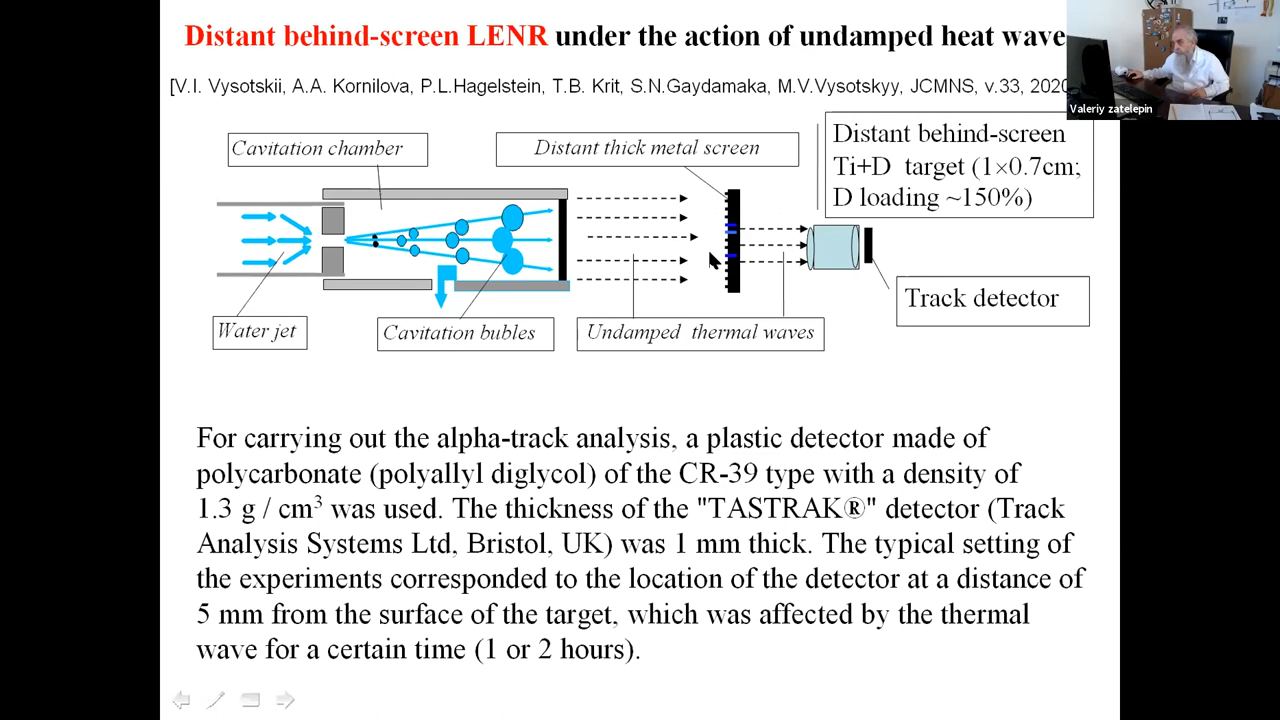 Distant behind-screen LENR under the action of undamped heat wave
[V.I. Vysotskii, A.A. Kornilova, P.L.Hagelstein, T.B. Krit, S.N.Gaydamaka, M.V.Vysotskyy, JCMNS, v.33, 2020
Valeriy zatelepin
Cavitation chamber
Distant thick metal screen
Distant behind-screen
Ti+D target (1×0.7cm;
D loading ~150%)
Track detector
Water jet
Cavitation bubles
Undamped thermal waves
For carrying out the alpha-track analysis, a plastic detector made of
polycarbonate (polyallyl diglycol) of the CR-39 type with a density of
1.3 g / cm³ was used. The thickness of the "TASTRAK®" detector (Track
Analysis Systems Ltd, Bristol, UK) was 1 mm thick. The typical setting of
the experiments corresponded to the location of the detector at a distance of
5 mm from the surface of the target, which was affected by the thermal
wave for a certain time (1 or 2 hours).